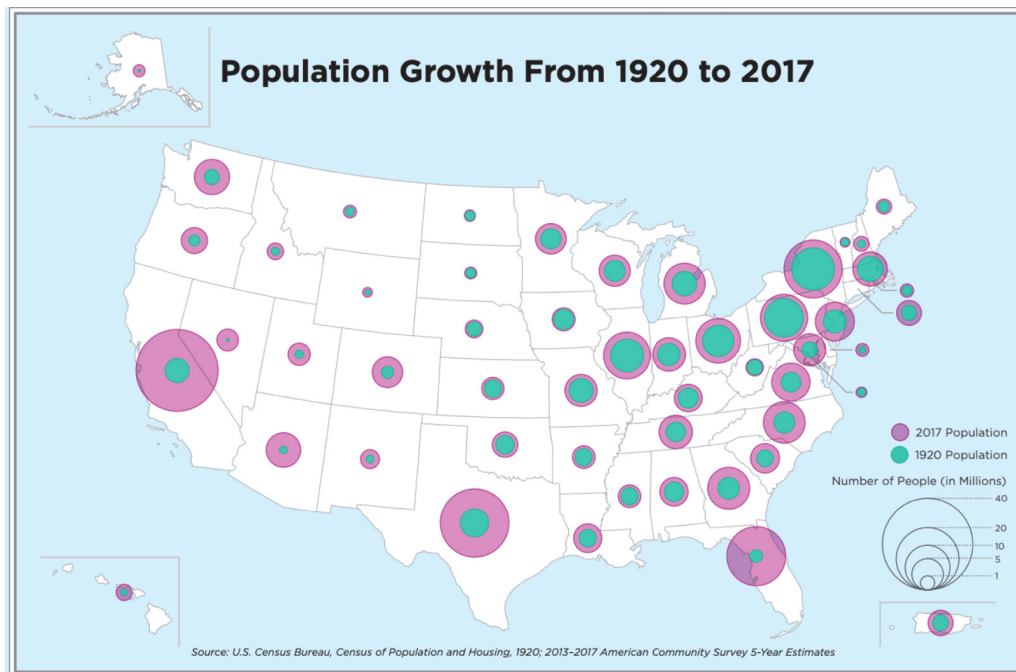 Population Growth From 1920 to 2017
2017 Population
1920 Population
Number of People (in Millions)
40
20
10
5
1
Source: U.S. Census Bureau, Census of Population and Housing, 1920; 2013–2017 American Community Survey 5-Year Estimates